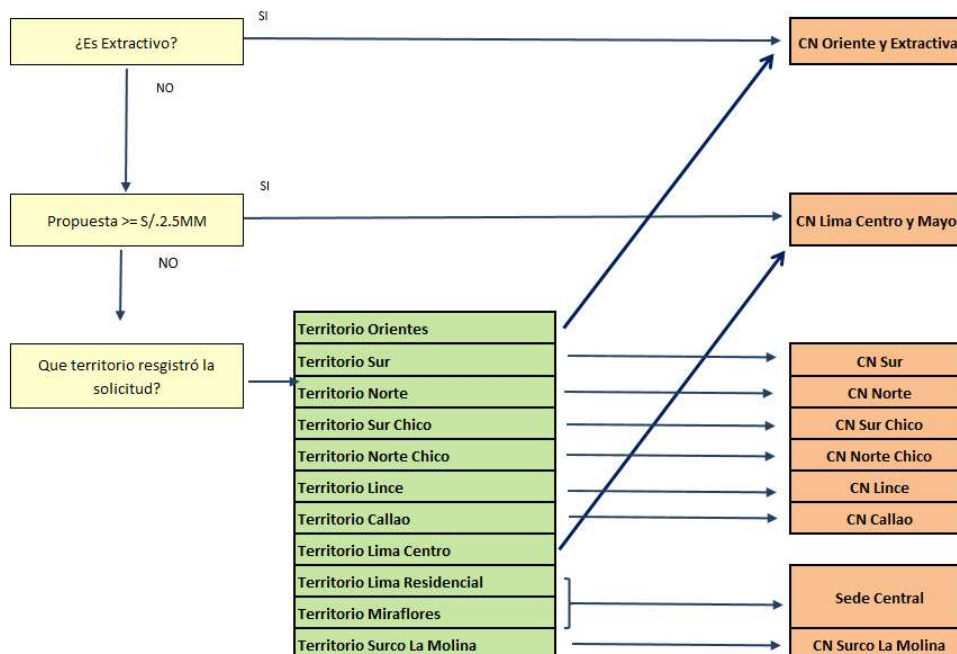 SI
¿Es Extractivo?
CN Oriente y Extractiva
NO
SI
Propuesta >= S/.2.5MM
CN Lima Centro y Mayo
NO
Territorio Orientes
Que territorio resgistró la
solicitud?
Territorio Sur
CN Sur
Territorio Norte
CN Norte
Territorio Sur Chico
CN Sur Chico
Territorio Norte Chico
CN Norte Chico
Territorio Lince
CN Lince
Territorio Callao
CN Callao
Territorio Lima Centro
Territorio Lima Residencial
Sede Central
Territorio Miraflores
Territorio Surco La Molina
CN Surco La Molina